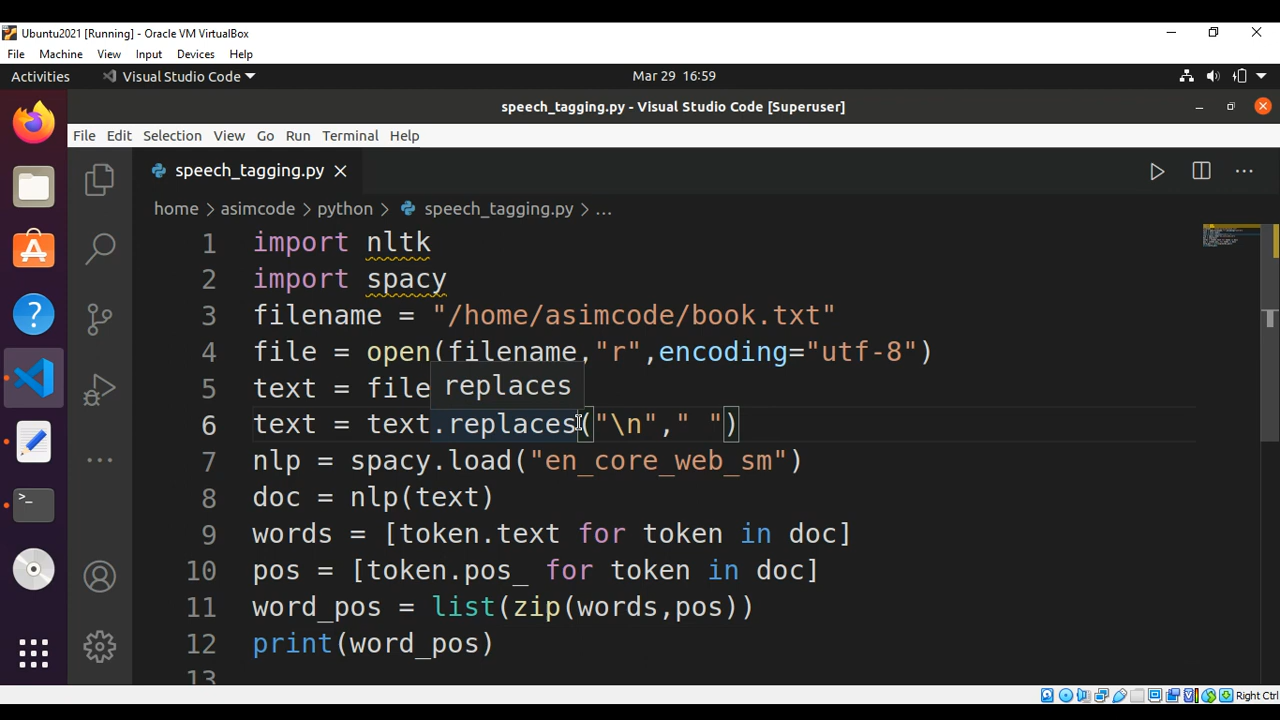 Ubuntu2021 [Running] - Oracle VM VirtualBox
File Machine View Input Devices Help
Activities Visual Studio Code Mar 29 16:59
speech_tagging.py - Visual Studio Code [Superuser]
File Edit Selection View Go Run Terminal Help
speech_tagging.py
home > asimcode > python > speech_tagging.py > ...
1 import nltk
2 import spacy
3 filename = "/home/asimcode/book.txt"
4 file = open(filename,"r",encoding="utf-8")
replaces
5 text = file
6 text = text.replaces("\n"," ")
7 nlp = spacy.load("en_core_web_sm")
8 doc = nlp(text)
9 words = [token.text for token in doc]
10 pos = [token.pos_ for token in doc]
11 word_pos = list(zip(words,pos))
12 print(word_pos)
13
Right Ctrl